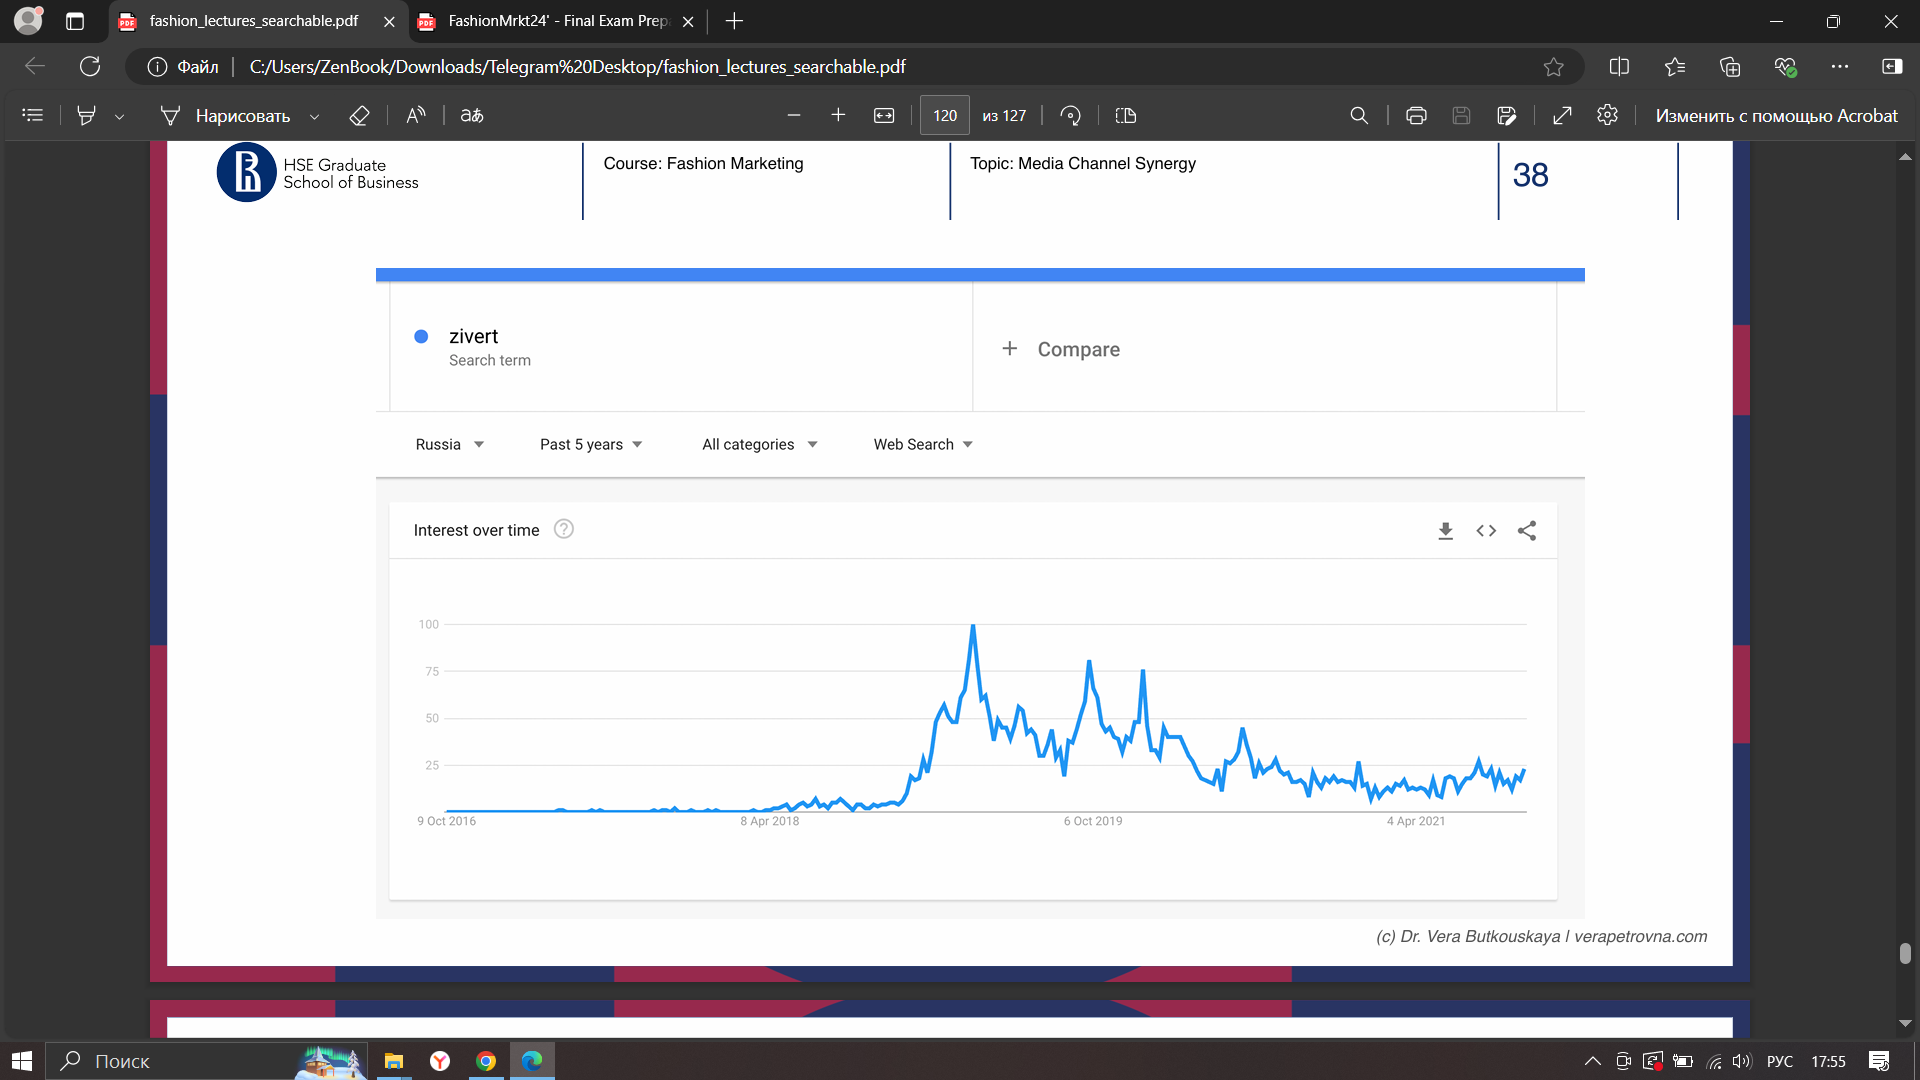 fashion_lectures_searchable.pdf
FashionMrkt24' - Final Exam Prep
Файл
C:/Users/ZenBook/Downloads/Telegram%20Desktop/fashion_lectures_searchable.pdf
Нарисовать
aあ
120 из 127
Изменить с помощью Acrobat
HSE Graduate
School of Business
Course: Fashion Marketing
Topic: Media Channel Synergy
38
zivert
Search term
+ Compare
Russia
Past 5 years
All categories
Web Search
Interest over time
100
75
50
25
9 Oct 2016
8 Apr 2018
6 Oct 2019
4 Apr 2021
(c) Dr. Vera Butkouskaya | verapetrovna.com
Поиск
РУС
17:55